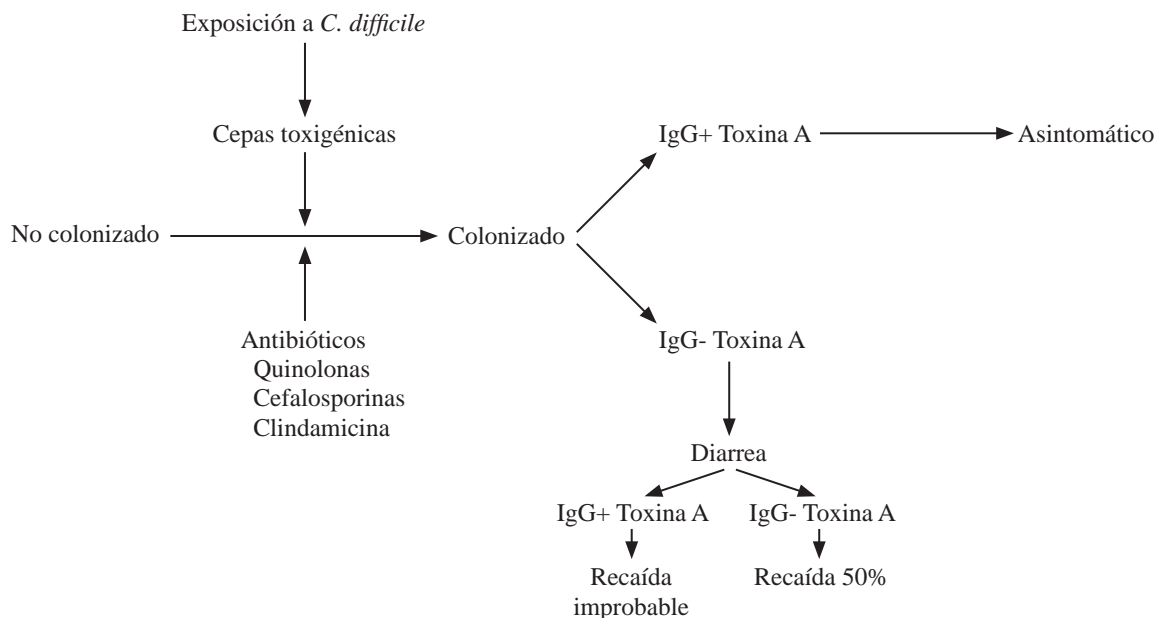 Exposición a C. difficile
Cepas toxigénicas
IgG+ Toxina A
Asintomático
No colonizado
Colonizado
IgG- Toxina A
Antibióticos
Quinolonas
Cefalosporinas
Clindamicina
Diarrea
IgG+ Toxina A
IgG- Toxina A
Recaída
improbable
Recaída 50%